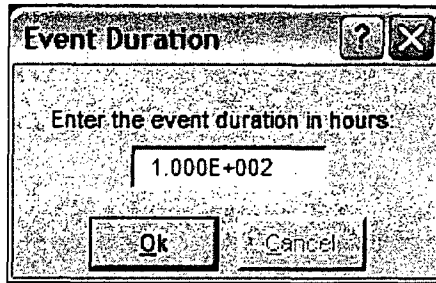 Event Duration ?
Enter the event duration in hours:
1.000E+002
Ok Cancel